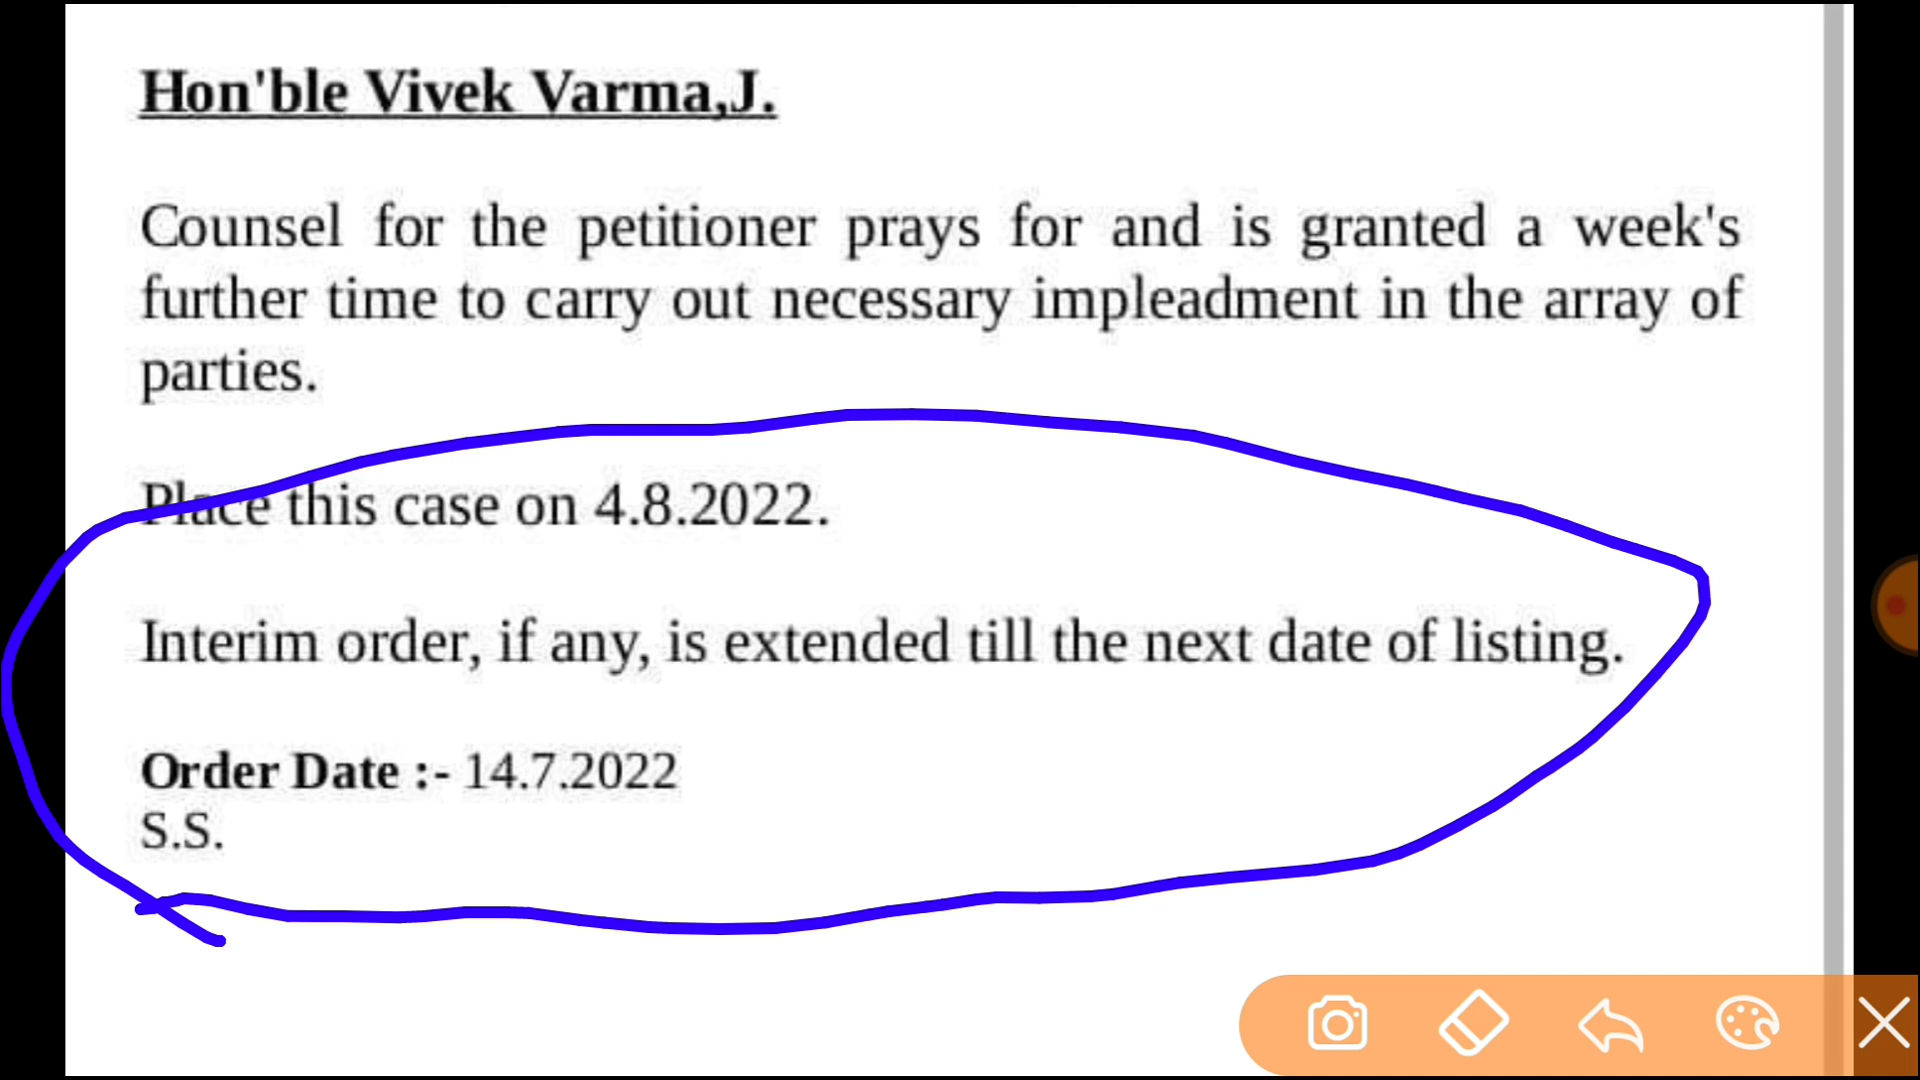 Hon'ble Vivek Varma,J.
Counsel for the petitioner prays for and is granted a week's
further time to carry out necessary impleadment in the array of
parties.
Place this case on 4.8.2022.
Interim order, if any, is extended till the next date of listing.
Order Date :- 14.7.2022
S.S.